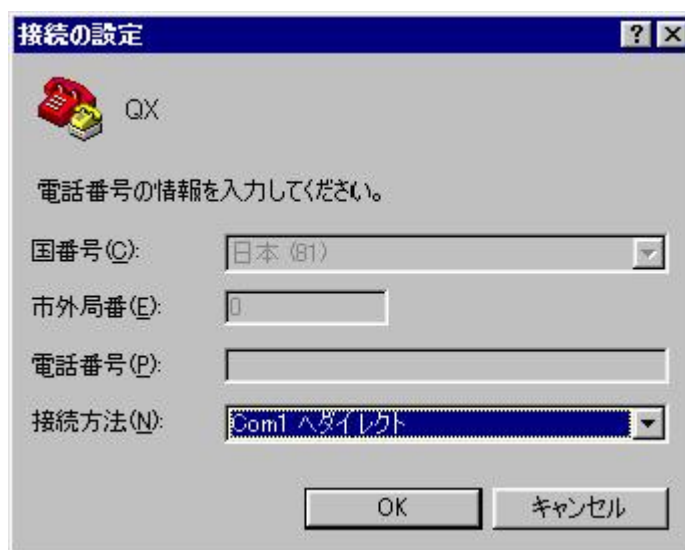 接続の設定
QX
電話番号の情報を入力してください。
国番号(C): 日本 (81)
市外局番(E): 0
電話番号(P):
接続方法(N): Com1 へダイレクト
OK キャンセル